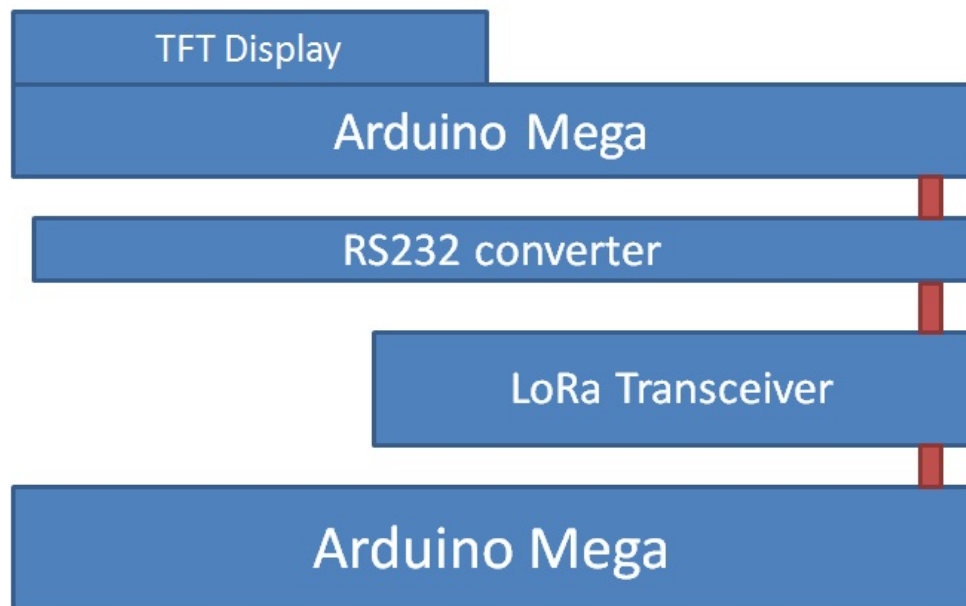 TFT Display
Arduino Mega
RS232 converter
LoRa Transceiver
Arduino Mega